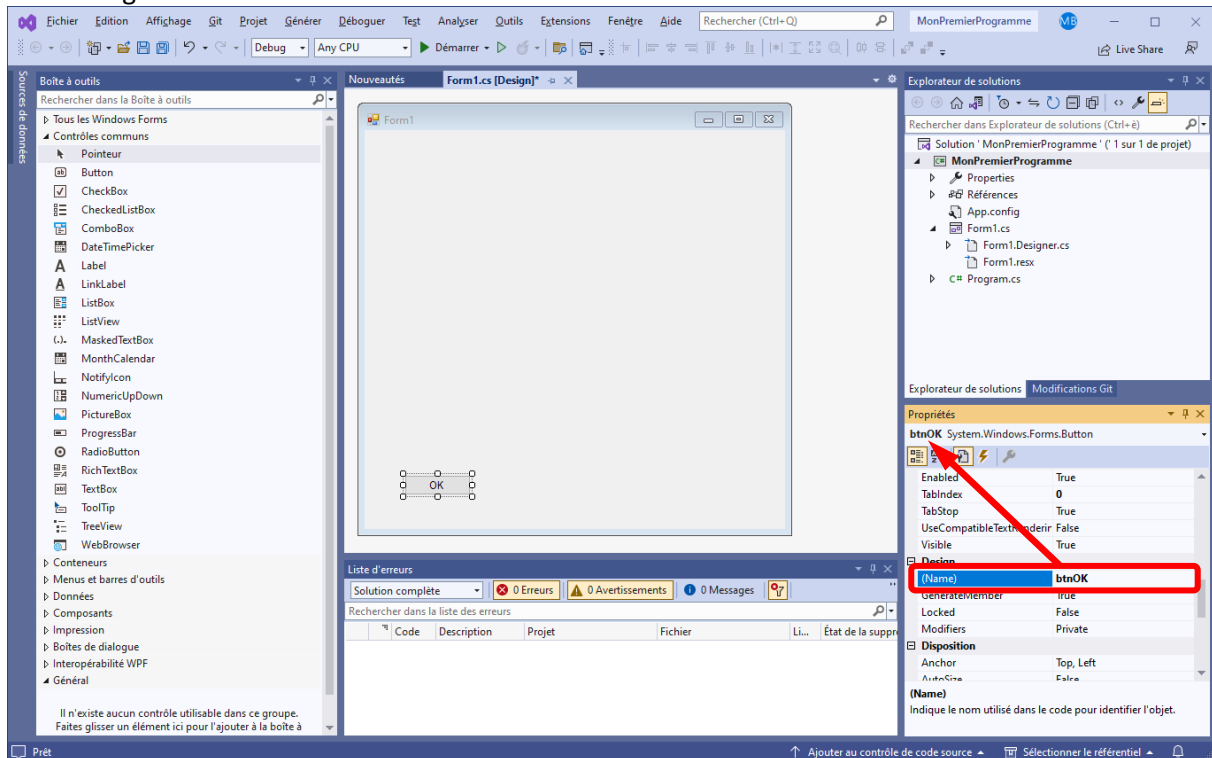 Fichier Edition Affichage Git Projet Générer Déboguer Test Analyser Outils Extensions Fenêtre Aide Rechercher (Ctrl+Q) MonPremierProgramme MB
Debug Any CPU Démarrer Live Share
Sources de données
Boîte à outils
Rechercher dans la Boîte à outils
Tous les Windows Forms
Contrôles communs
Pointeur
Button
CheckBox
CheckedListBox
ComboBox
DateTimePicker
Label
LinkLabel
ListBox
ListView
MaskedTextBox
MonthCalendar
NotifyIcon
NumericUpDown
PictureBox
ProgressBar
RadioButton
RichTextBox
TextBox
ToolTip
TreeView
WebBrowser
Conteneurs
Menus et barres d'outils
Données
Composants
Impression
Boîtes de dialogue
Interopérabilité WPF
Général
Il n'existe aucun contrôle utilisable dans ce groupe.
Faites glisser un élément ici pour l'ajouter à la boîte à
Nouveautés Form1.cs [Design]*
Form1
OK
Liste d'erreurs
Solution complète 0 Erreurs 0 Avertissements 0 Messages
Rechercher dans la liste des erreurs
Code Description Projet Fichier Li... État de la suppre
Explorateur de solutions
Rechercher dans Explorateur de solutions (Ctrl+è)
Solution ' MonPremierProgramme ' (' 1 sur 1 de projet)
MonPremierProgramme
Properties
Références
App.config
Form1.cs
Form1.Designer.cs
Form1.resx
C# Program.cs
Explorateur de solutions Modifications Git
Propriétés
btnOK System.Windows.Forms.Button
Enabled True
TabIndex 0
TabStop True
UseCompatibleTextRenderin False
Visible True
Design
(Name) btnOK
GenerateMember True
Locked False
Modifiers Private
Disposition
Anchor Top, Left
AutoSize False
(Name)
Indique le nom utilisé dans le code pour identifier l'objet.
Prêt Ajouter au contrôle de code source Sélectionner le référentiel